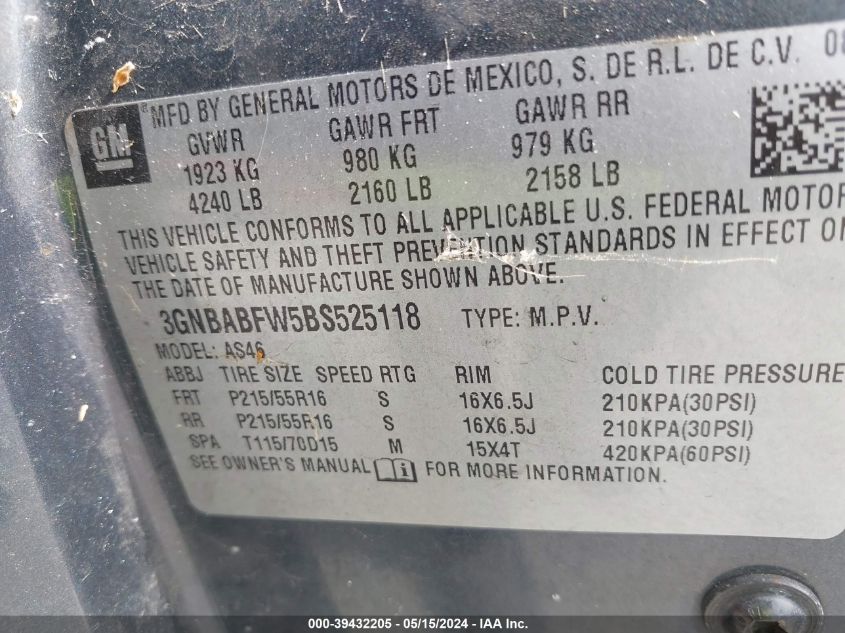 MFD BY GENERAL MOTORS DE MEXICO, S. DE R.L. DE C.V. 08
GM®
GVWR GAWR FRT GAWR RR
1923 KG 980 KG 979 KG
4240 LB 2160 LB 2158 LB
THIS VEHICLE CONFORMS TO ALL APPLICABLE U.S. FEDERAL MOTOR
VEHICLE SAFETY AND THEFT PREVENTION STANDARDS IN EFFECT ON
THE DATE OF MANUFACTURE SHOWN ABOVE.
3GNBABFW5BS525118 TYPE: M.P.V.
MODEL: AS46
ABBJ TIRE SIZE SPEED RTG RIM COLD TIRE PRESSURE
FRT P215/55R16 S 16X6.5J 210KPA(30PSI)
RR P215/55R16 S 16X6.5J 210KPA(30PSI)
SPA T115/70D15 M 15X4T 420KPA(60PSI)
SEE OWNER'S MANUAL FOR MORE INFORMATION.
000-39432205 - 05/15/2024 - IAA Inc.